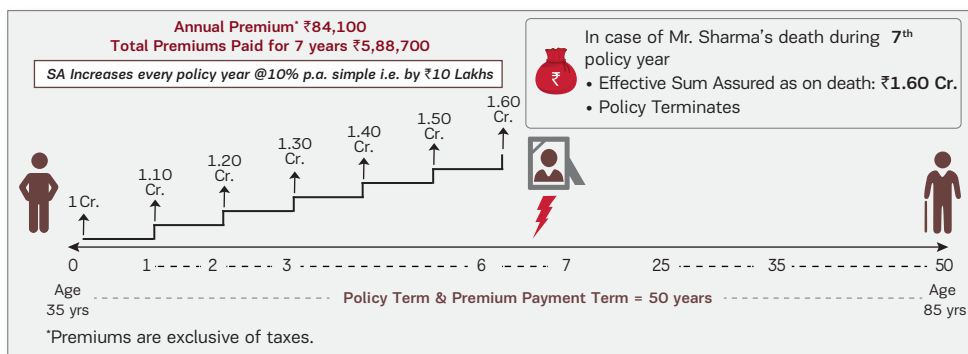 Annual Premium* ₹84,100
Total Premiums Paid for 7 years ₹5,88,700
SA Increases every policy year @10% p.a. simple i.e. by ₹10 Lakhs
In case of Mr. Sharma's death during 7th
policy year
• Effective Sum Assured as on death: ₹1.60 Cr.
• Policy Terminates
₹
1 Cr.
1.10
Cr.
1.20
Cr.
1.30
Cr.
1.40
Cr.
1.50
Cr.
1.60
Cr.
0 1 2 3 6 7 25 35 50
Age
35 yrs
Policy Term & Premium Payment Term = 50 years
Age
85 yrs
*Premiums are exclusive of taxes.